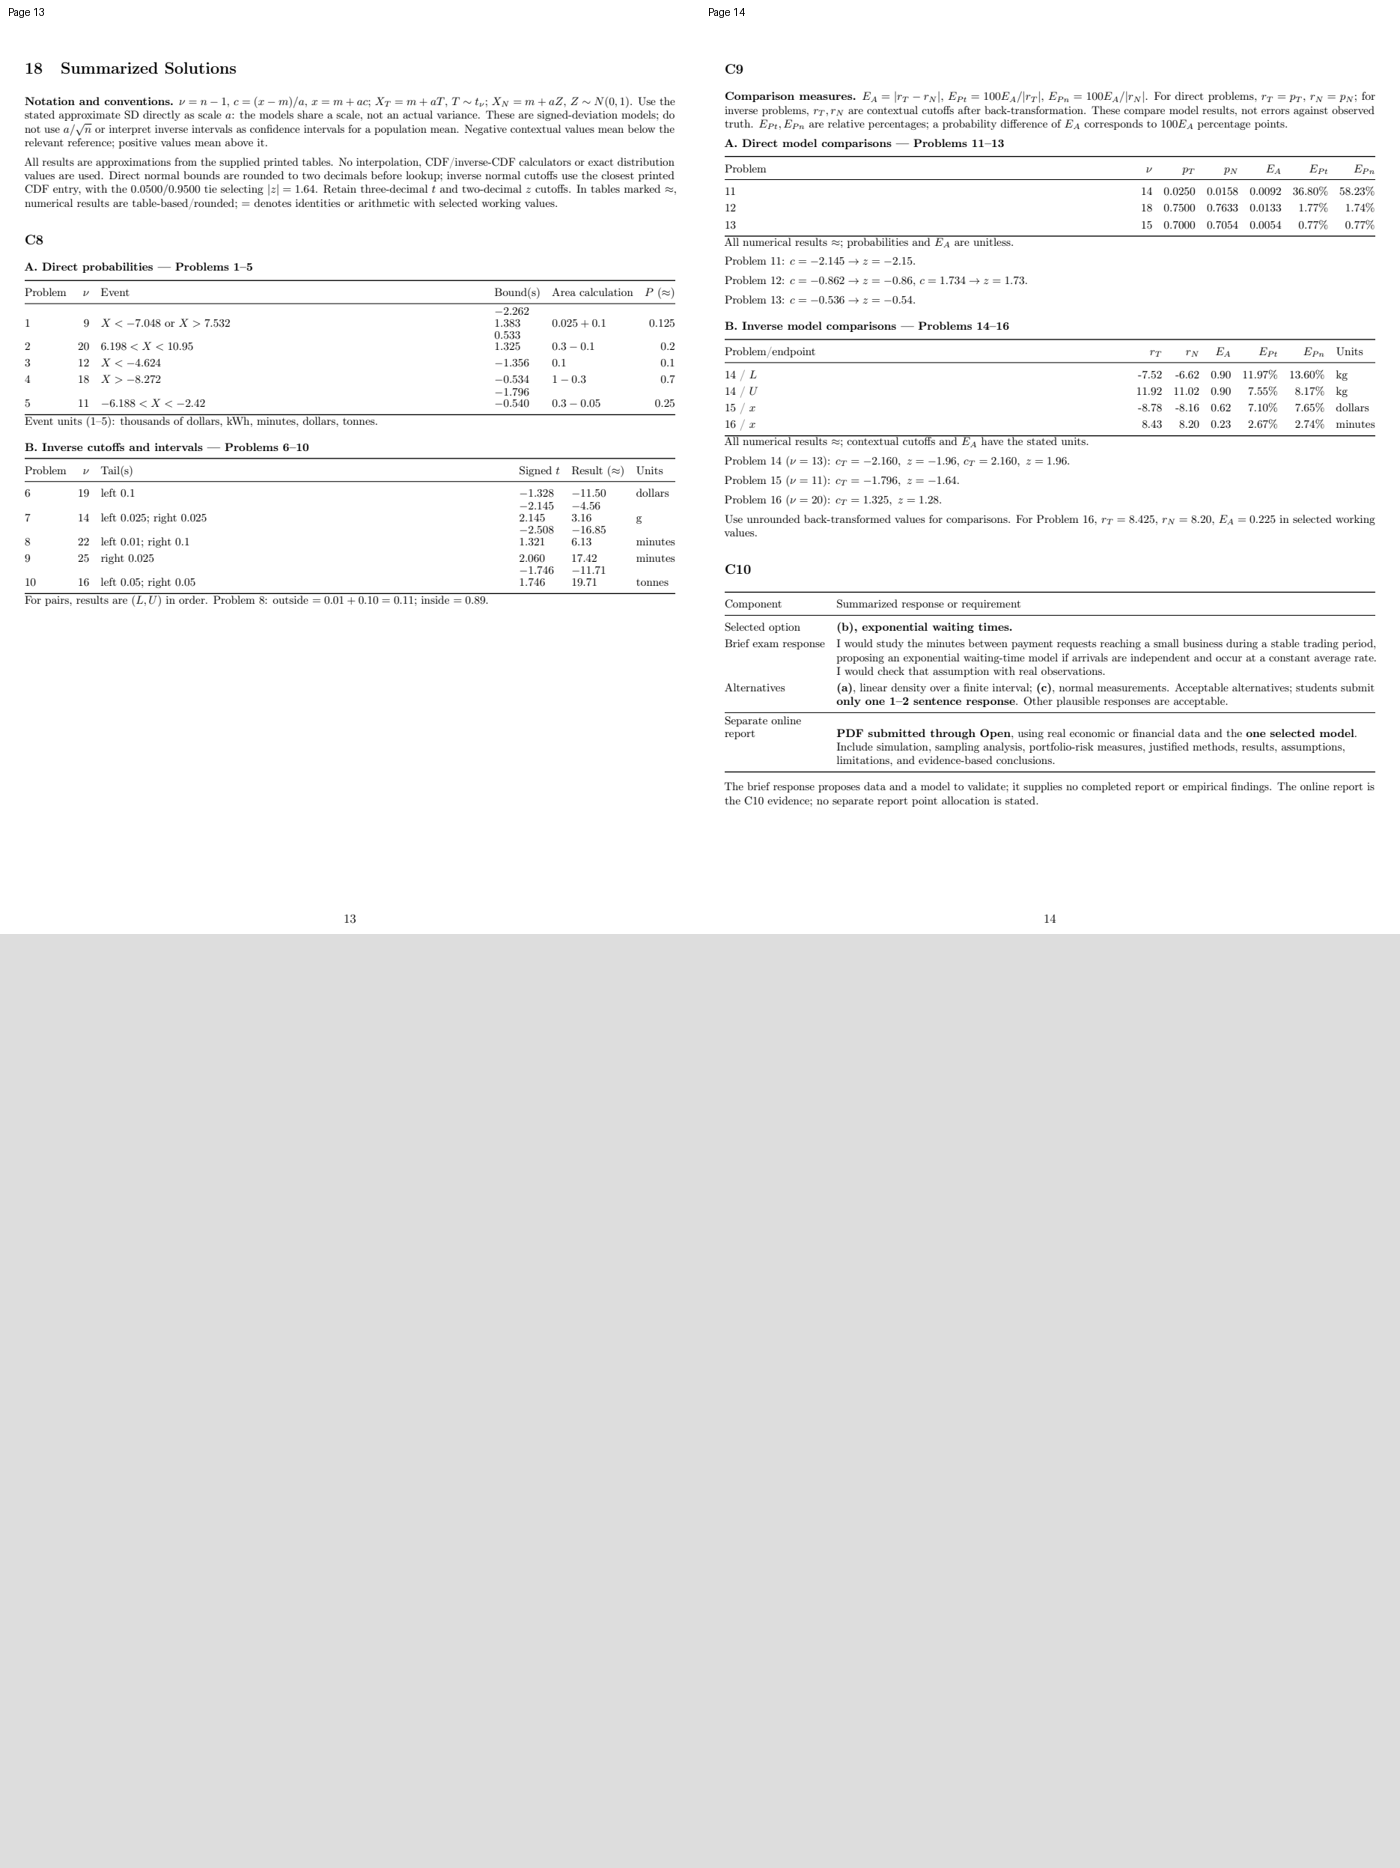 Page 13
18 Summarized Solutions
Notation and conventions. ν = n − 1, c = (x − m)/a, x = m + ac; X_T = m + aT, T ∼ t_ν; X_N = m + aZ, Z ∼ N(0, 1). Use the
stated approximate SD directly as scale a: the models share a scale, not an actual variance. These are signed-deviation models; do
not use a/√n or interpret inverse intervals as confidence intervals for a population mean. Negative contextual values mean below the
relevant reference; positive values mean above it.
All results are approximations from the supplied printed tables. No interpolation, CDF/inverse-CDF calculators or exact distribution
values are used. Direct normal bounds are rounded to two decimals before lookup; inverse normal cutoffs use the closest printed
CDF entry, with the 0.0500/0.9500 tie selecting |z| = 1.64. Retain three-decimal t and two-decimal z cutoffs. In tables marked ≈,
numerical results are table-based/rounded; = denotes identities or arithmetic with selected working values.
C8
A. Direct probabilities — Problems 1–5
Problem ν Event Bound(s) Area calculation P (≈)
−2.262
1 9 X < −7.048 or X > 7.532 1.383 0.025 + 0.1 0.125
0.533
2 20 6.198 < X < 10.95 1.325 0.3 − 0.1 0.2
3 12 X < −4.624 −1.356 0.1 0.1
4 18 X > −8.272 −0.534 1 − 0.3 0.7
−1.796
5 11 −6.188 < X < −2.42 −0.540 0.3 − 0.05 0.25
Event units (1–5): thousands of dollars, kWh, minutes, dollars, tonnes.
B. Inverse cutoffs and intervals — Problems 6–10
Problem ν Tail(s) Signed t Result (≈) Units
6 19 left 0.1 −1.328 −11.50 dollars
−2.145 −4.56
7 14 left 0.025; right 0.025 2.145 3.16 g
−2.508 −16.85
8 22 left 0.01; right 0.1 1.321 6.13 minutes
9 25 right 0.025 2.060 17.42 minutes
−1.746 −11.71
10 16 left 0.05; right 0.05 1.746 19.71 tonnes
For pairs, results are (L, U) in order. Problem 8: outside = 0.01 + 0.10 = 0.11; inside = 0.89.
13
Page 14
C9
Comparison measures. E_A = |r_T − r_N|, E_Pt = 100E_A/|r_T|, E_Pn = 100E_A/|r_N|. For direct problems, r_T = p_T, r_N = p_N; for
inverse problems, r_T, r_N are contextual cutoffs after back-transformation. These compare model results, not errors against observed
truth. E_Pt, E_Pn are relative percentages; a probability difference of E_A corresponds to 100E_A percentage points.
A. Direct model comparisons — Problems 11–13
Problem ν p_T p_N E_A E_Pt E_Pn
11 14 0.0250 0.0158 0.0092 36.80% 58.23%
12 18 0.7500 0.7633 0.0133 1.77% 1.74%
13 15 0.7000 0.7054 0.0054 0.77% 0.77%
All numerical results ≈; probabilities and E_A are unitless.
Problem 11: c = −2.145 → z = −2.15.
Problem 12: c = −0.862 → z = −0.86, c = 1.734 → z = 1.73.
Problem 13: c = −0.536 → z = −0.54.
B. Inverse model comparisons — Problems 14–16
Problem/endpoint r_T r_N E_A E_Pt E_Pn Units
14 / L -7.52 -6.62 0.90 11.97% 13.60% kg
14 / U 11.92 11.02 0.90 7.55% 8.17% kg
15 / x -8.78 -8.16 0.62 7.10% 7.65% dollars
16 / x 8.43 8.20 0.23 2.67% 2.74% minutes
All numerical results ≈; contextual cutoffs and E_A have the stated units.
Problem 14 (ν = 13): c_T = −2.160, z = −1.96, c_T = 2.160, z = 1.96.
Problem 15 (ν = 11): c_T = −1.796, z = −1.64.
Problem 16 (ν = 20): c_T = 1.325, z = 1.28.
Use unrounded back-transformed values for comparisons. For Problem 16, r_T = 8.425, r_N = 8.20, E_A = 0.225 in selected working
values.
C10
Component Summarized response or requirement
Selected option (b), exponential waiting times.
Brief exam response I would study the minutes between payment requests reaching a small business during a stable trading period,
proposing an exponential waiting-time model if arrivals are independent and occur at a constant average rate.
I would check that assumption with real observations.
Alternatives (a), linear density over a finite interval; (c), normal measurements. Acceptable alternatives; students submit
only one 1–2 sentence response. Other plausible responses are acceptable.
Separate online
report PDF submitted through Open, using real economic or financial data and the one selected model.
Include simulation, sampling analysis, portfolio-risk measures, justified methods, results, assumptions,
limitations, and evidence-based conclusions.
The brief response proposes data and a model to validate; it supplies no completed report or empirical findings. The online report is
the C10 evidence; no separate report point allocation is stated.
14